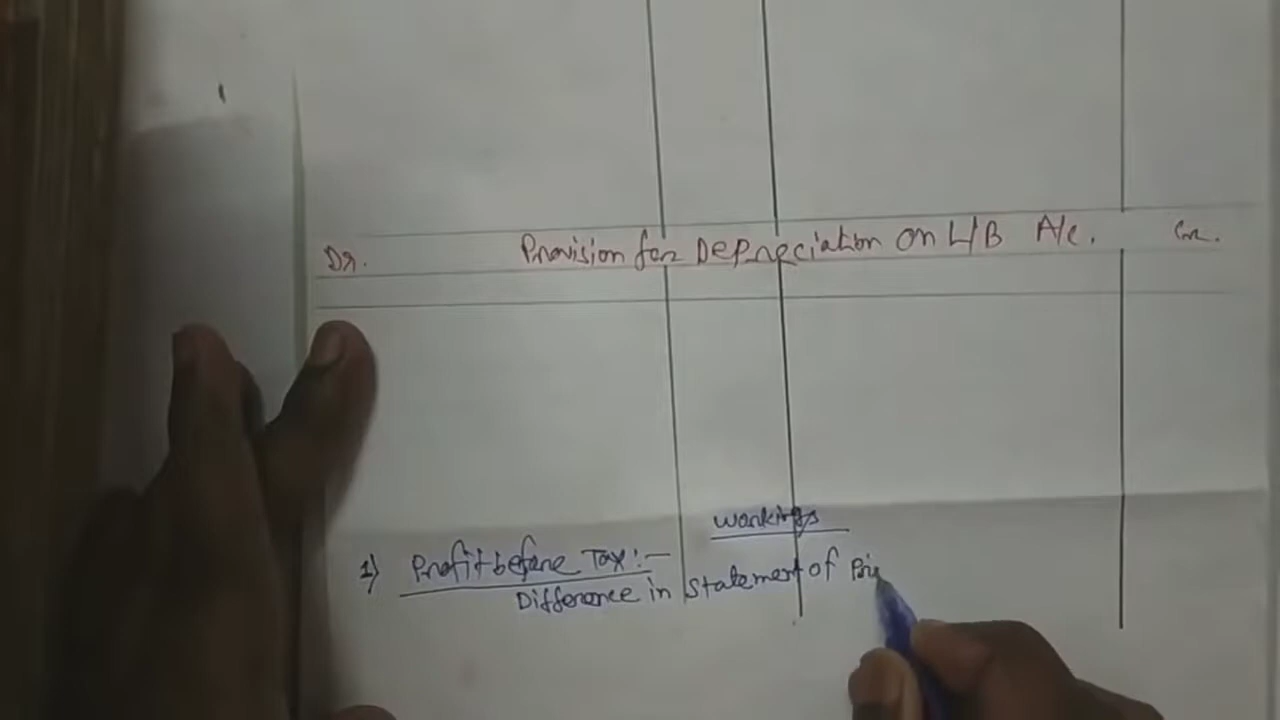 Dr. Provision for Depreciation on L/B A/c. Cr.
Workings
1) Profit before Tax :-
Difference in Statement of